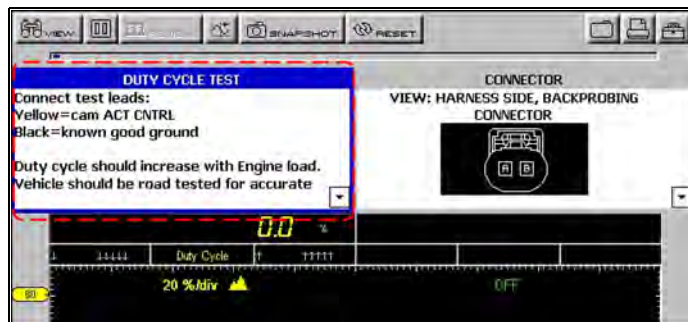 VIEW
SNAPSHOT
RESET
DUTY CYCLE TEST
Connect test leads:
Yellow=cam ACT CNTRL
Black=known good ground
Duty cycle should increase with Engine load.
Vehicle should be road tested for accurate
CONNECTOR
VIEW: HARNESS SIDE, BACKPROBING
CONNECTOR
A B
0.0 %
Duty Cycle
20 %/div
OFF
80